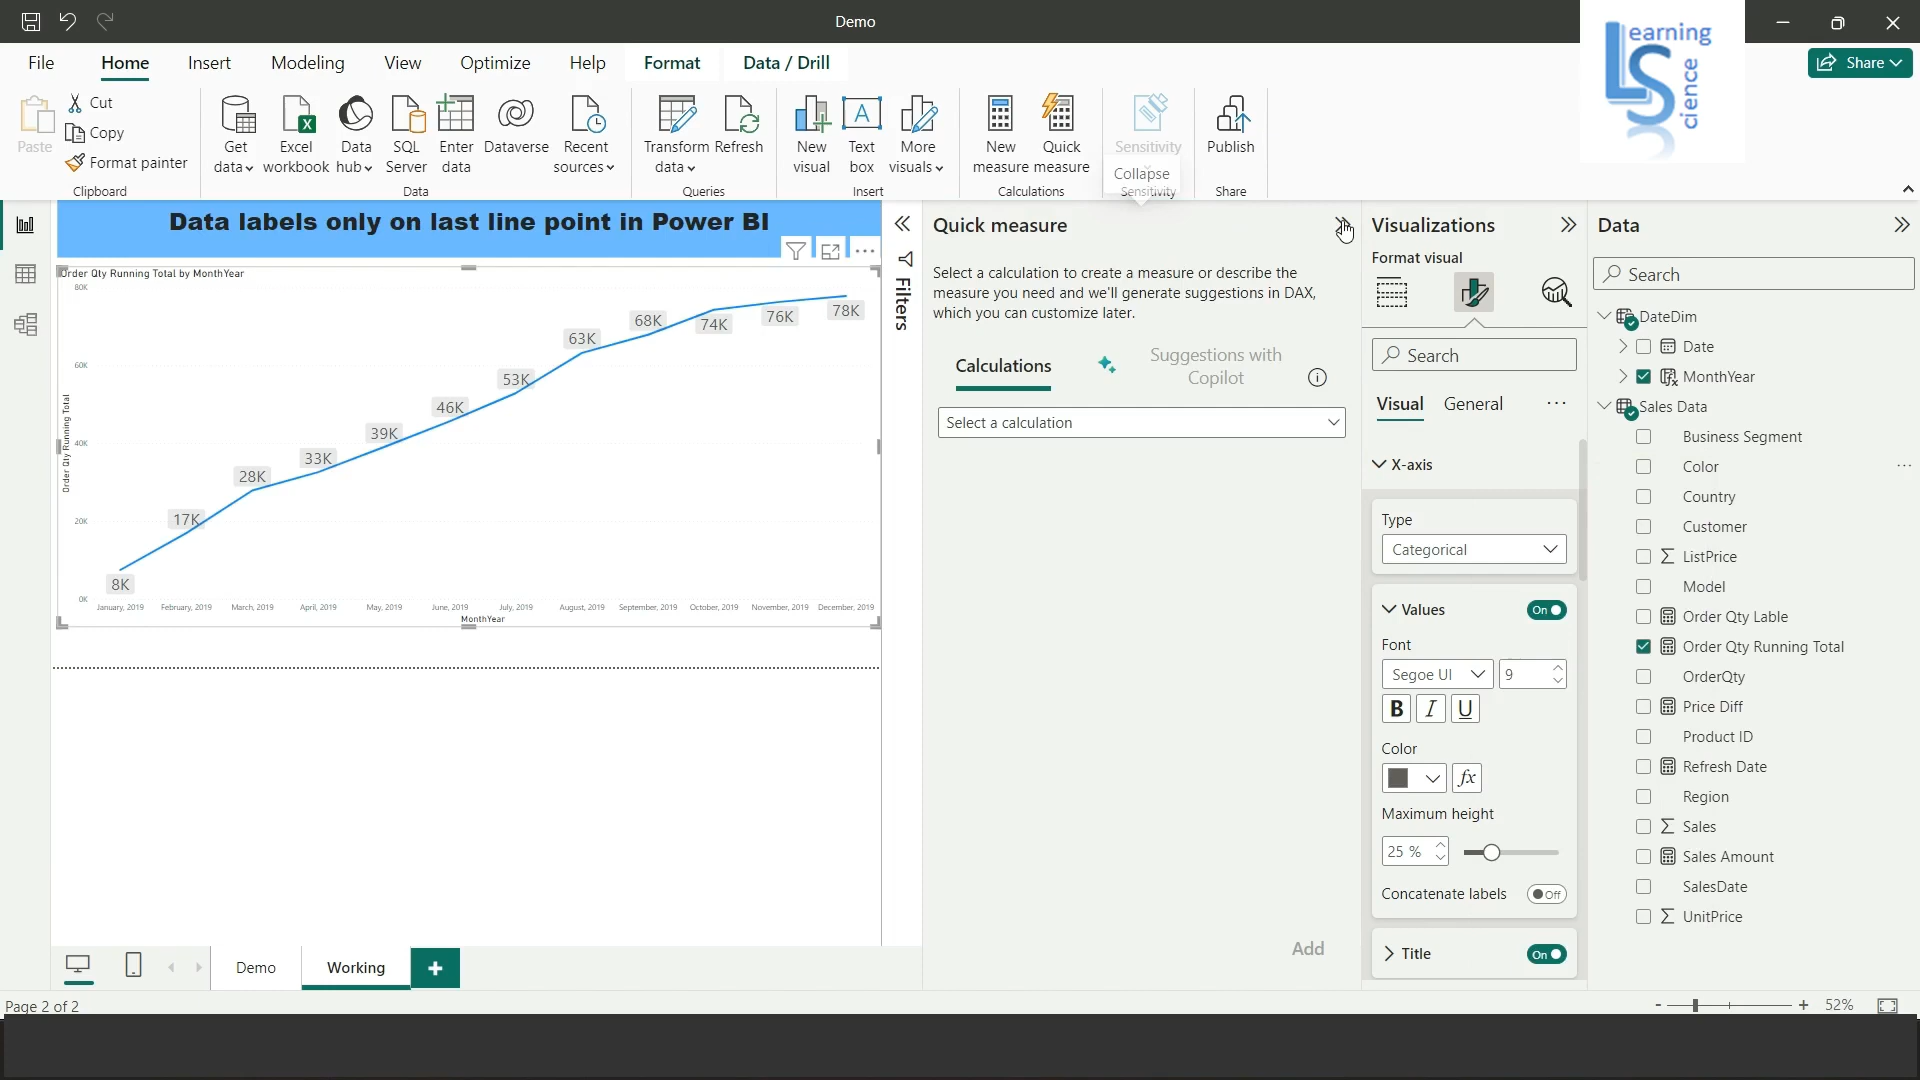 Demo
Learning
Science
File Home Insert Modeling View Optimize Help Format Data / Drill
Share
Paste
Cut
Copy
Format painter
Clipboard
Get data
Excel workbook
Data hub
SQL Server
Enter data
Dataverse
Recent sources
Data
Transform data
Refresh
Queries
New visual
Text box
More visuals
Insert
New measure
Quick measure
Calculations
Sensitivity
Collapse
Sensitivity
Publish
Share
Data labels only on last line point in Power BI
Order Qty Running Total by MonthYear
Order Qty Running Total
80K
60K
40K
20K
0K
8K
17K
28K
33K
39K
46K
53K
63K
68K
74K
76K
78K
January, 2019 February, 2019 March, 2019 April, 2019 May, 2019 June, 2019 July, 2019 August, 2019 September, 2019 October, 2019 November, 2019 December, 2019
MonthYear
Filters
Quick measure
Select a calculation to create a measure or describe the
measure you need and we'll generate suggestions in DAX,
which you can customize later.
Calculations
Suggestions with
Copilot
Select a calculation
Add
Visualizations
Format visual
Search
Visual General
X-axis
Type
Categorical
Values On
Font
Segoe UI 9
B I U
Color
fx
Maximum height
25 %
Concatenate labels Off
Title On
Data
Search
DateDim
Date
MonthYear
Sales Data
Business Segment
Color
Country
Customer
ListPrice
Model
Order Qty Lable
Order Qty Running Total
OrderQty
Price Diff
Product ID
Refresh Date
Region
Sales
Sales Amount
SalesDate
UnitPrice
Demo Working
Page 2 of 2
- + 52%